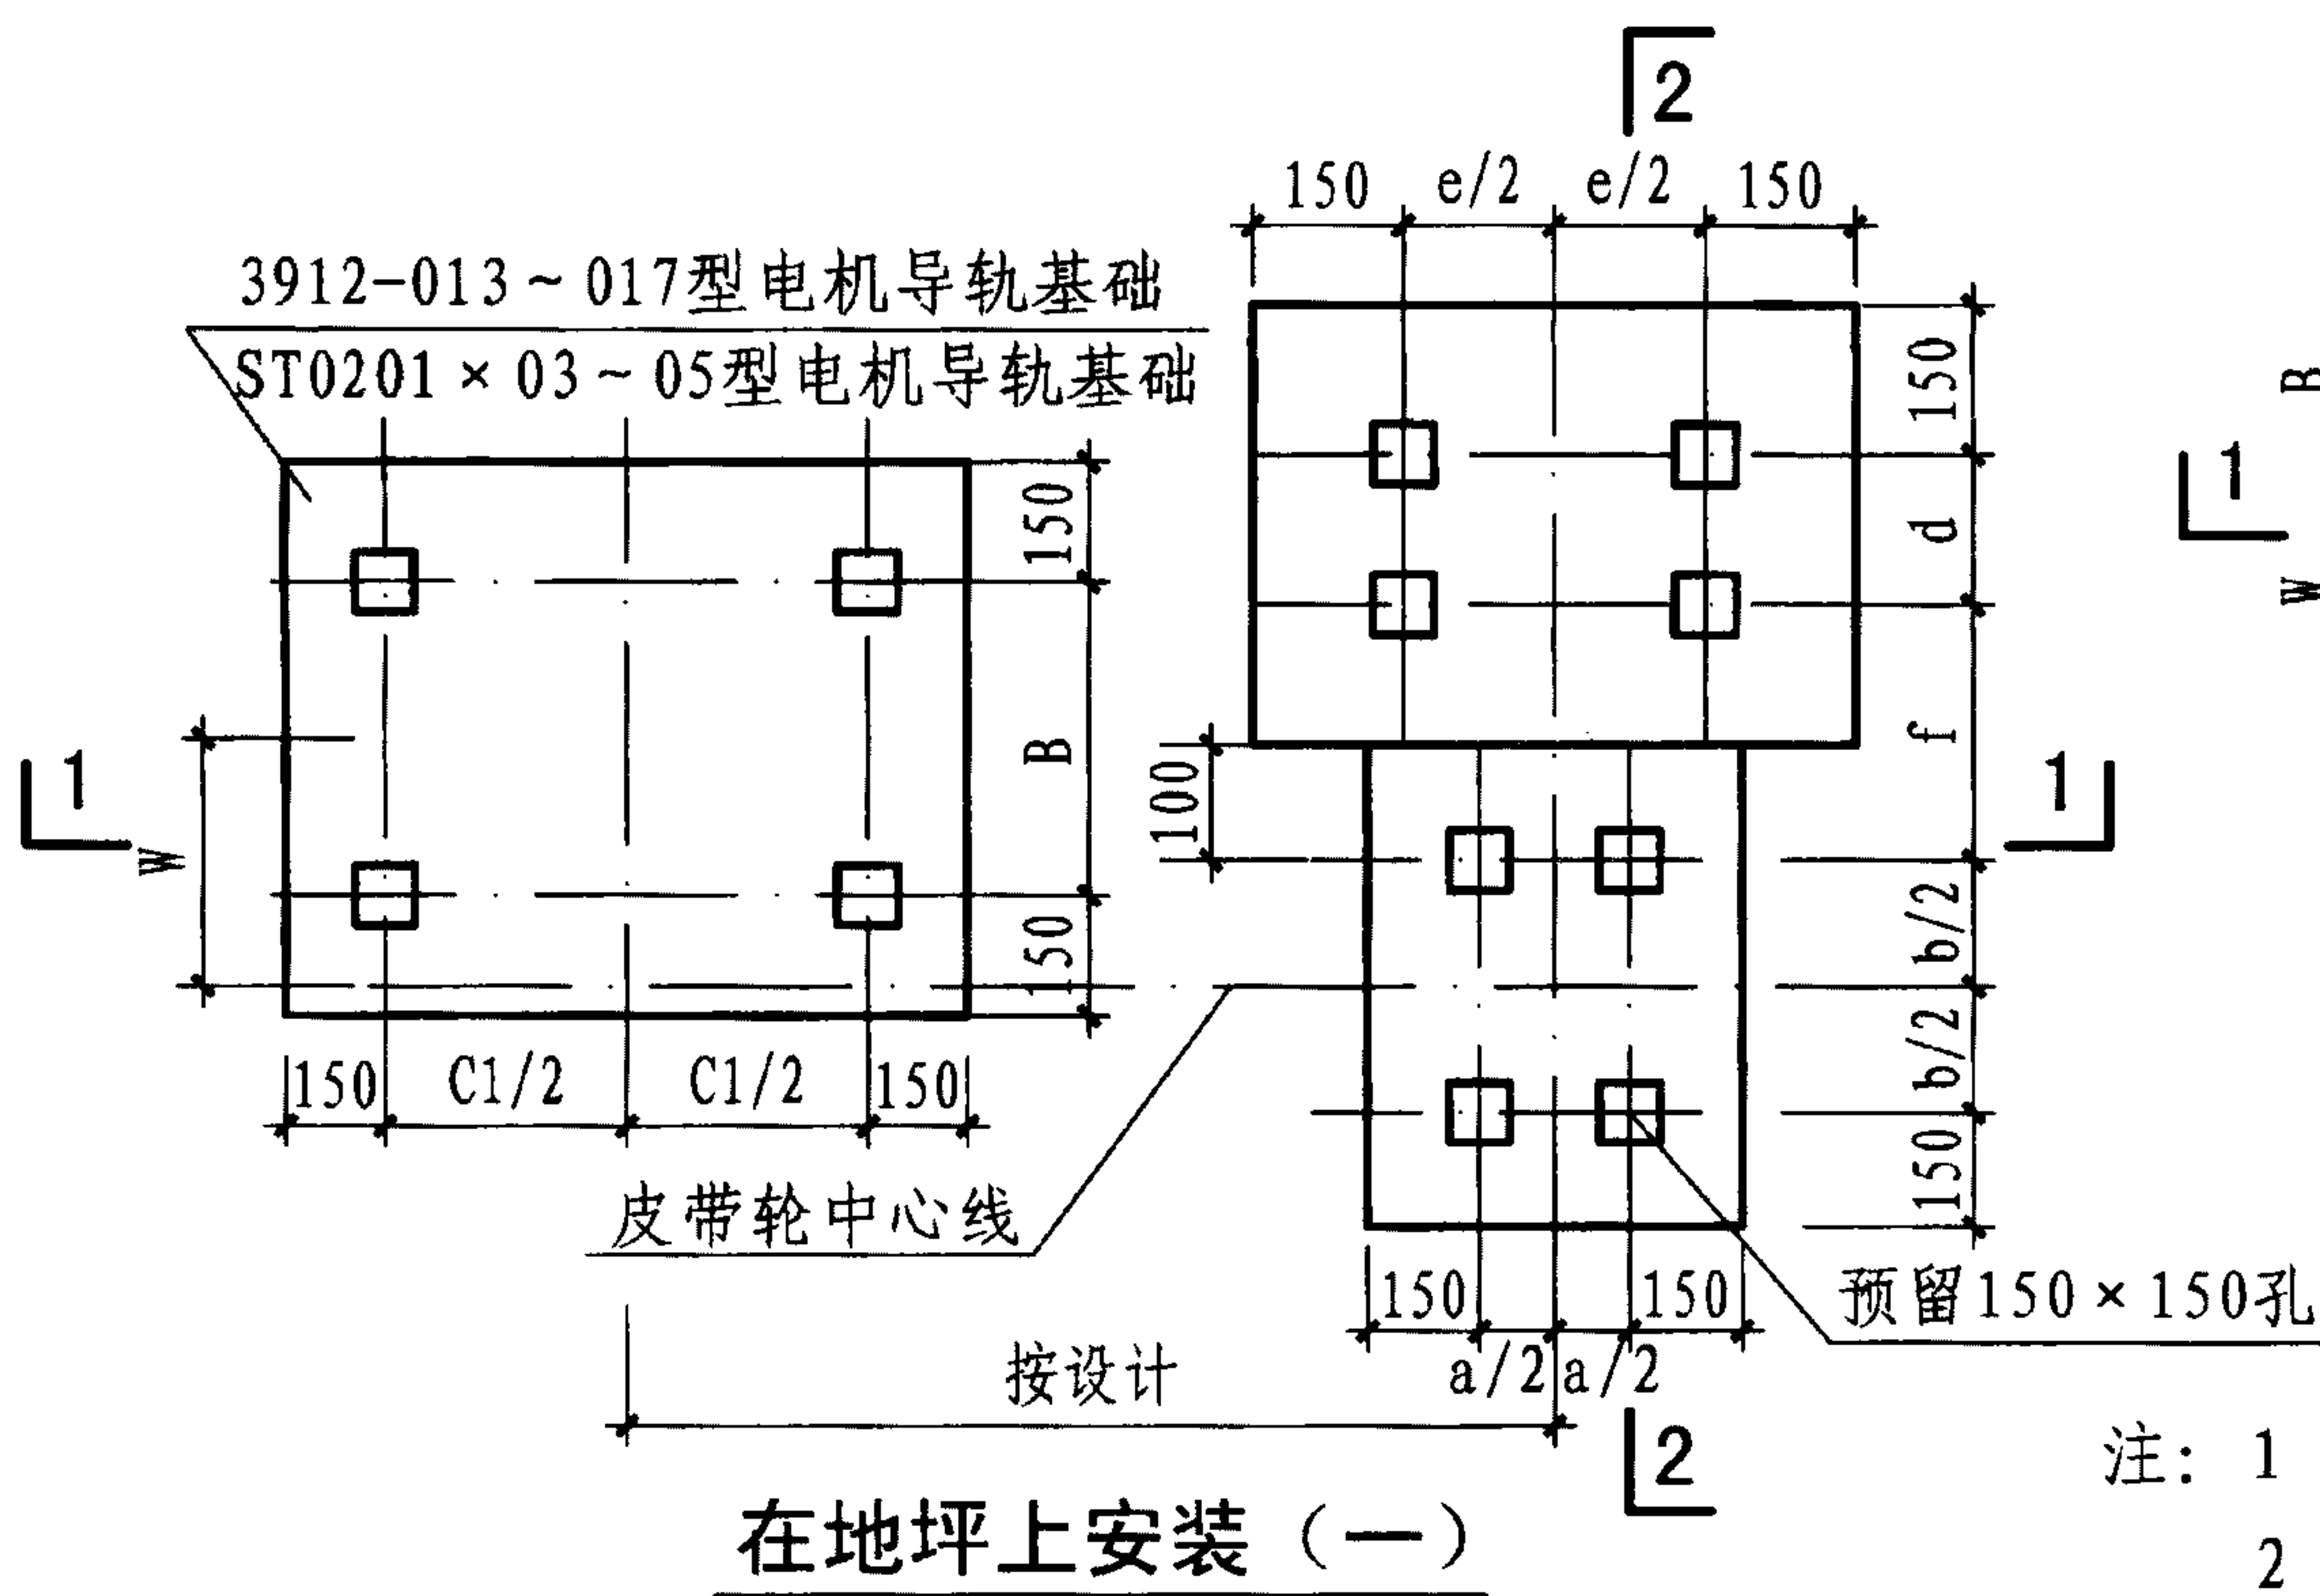 2
150 e/2 e/2 150
3912-013~017型电机导轨基础
ST0201×03~05型电机导轨基础
150
B
150
W
1
150 C1/2 C1/2 150
150
d
f
b/2
b/2
150
100
1
B
1
W
皮带轮中心线
150 150
a/2 a/2
预留150×150孔
按设计
2
注: 1
2
在地坪上安装(一)